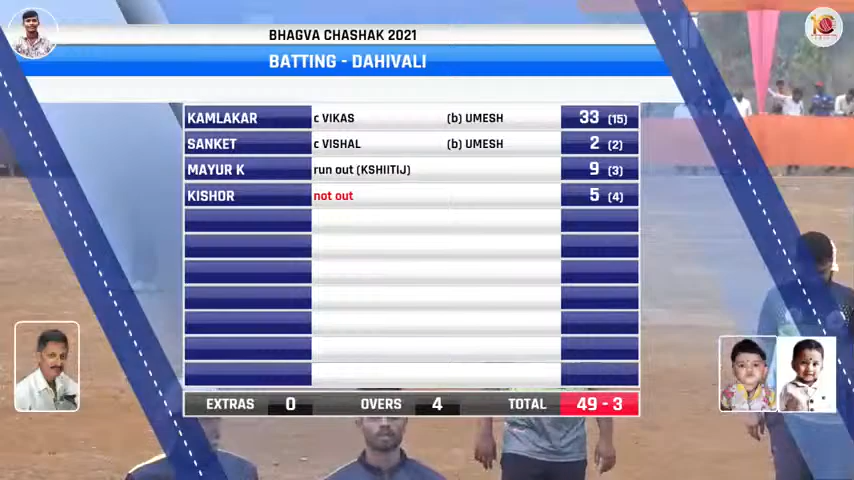 BHAGVA CHASHAK 2021
BATTING - DAHIVALI
KAMLAKAR c VIKAS (b) UMESH 33 (15)
SANKET c VISHAL (b) UMESH 2 (2)
MAYUR K run out (KSHIITIJ) 9 (3)
KISHOR not out 5 (4)
EXTRAS 0 OVERS 4 TOTAL 49 - 3